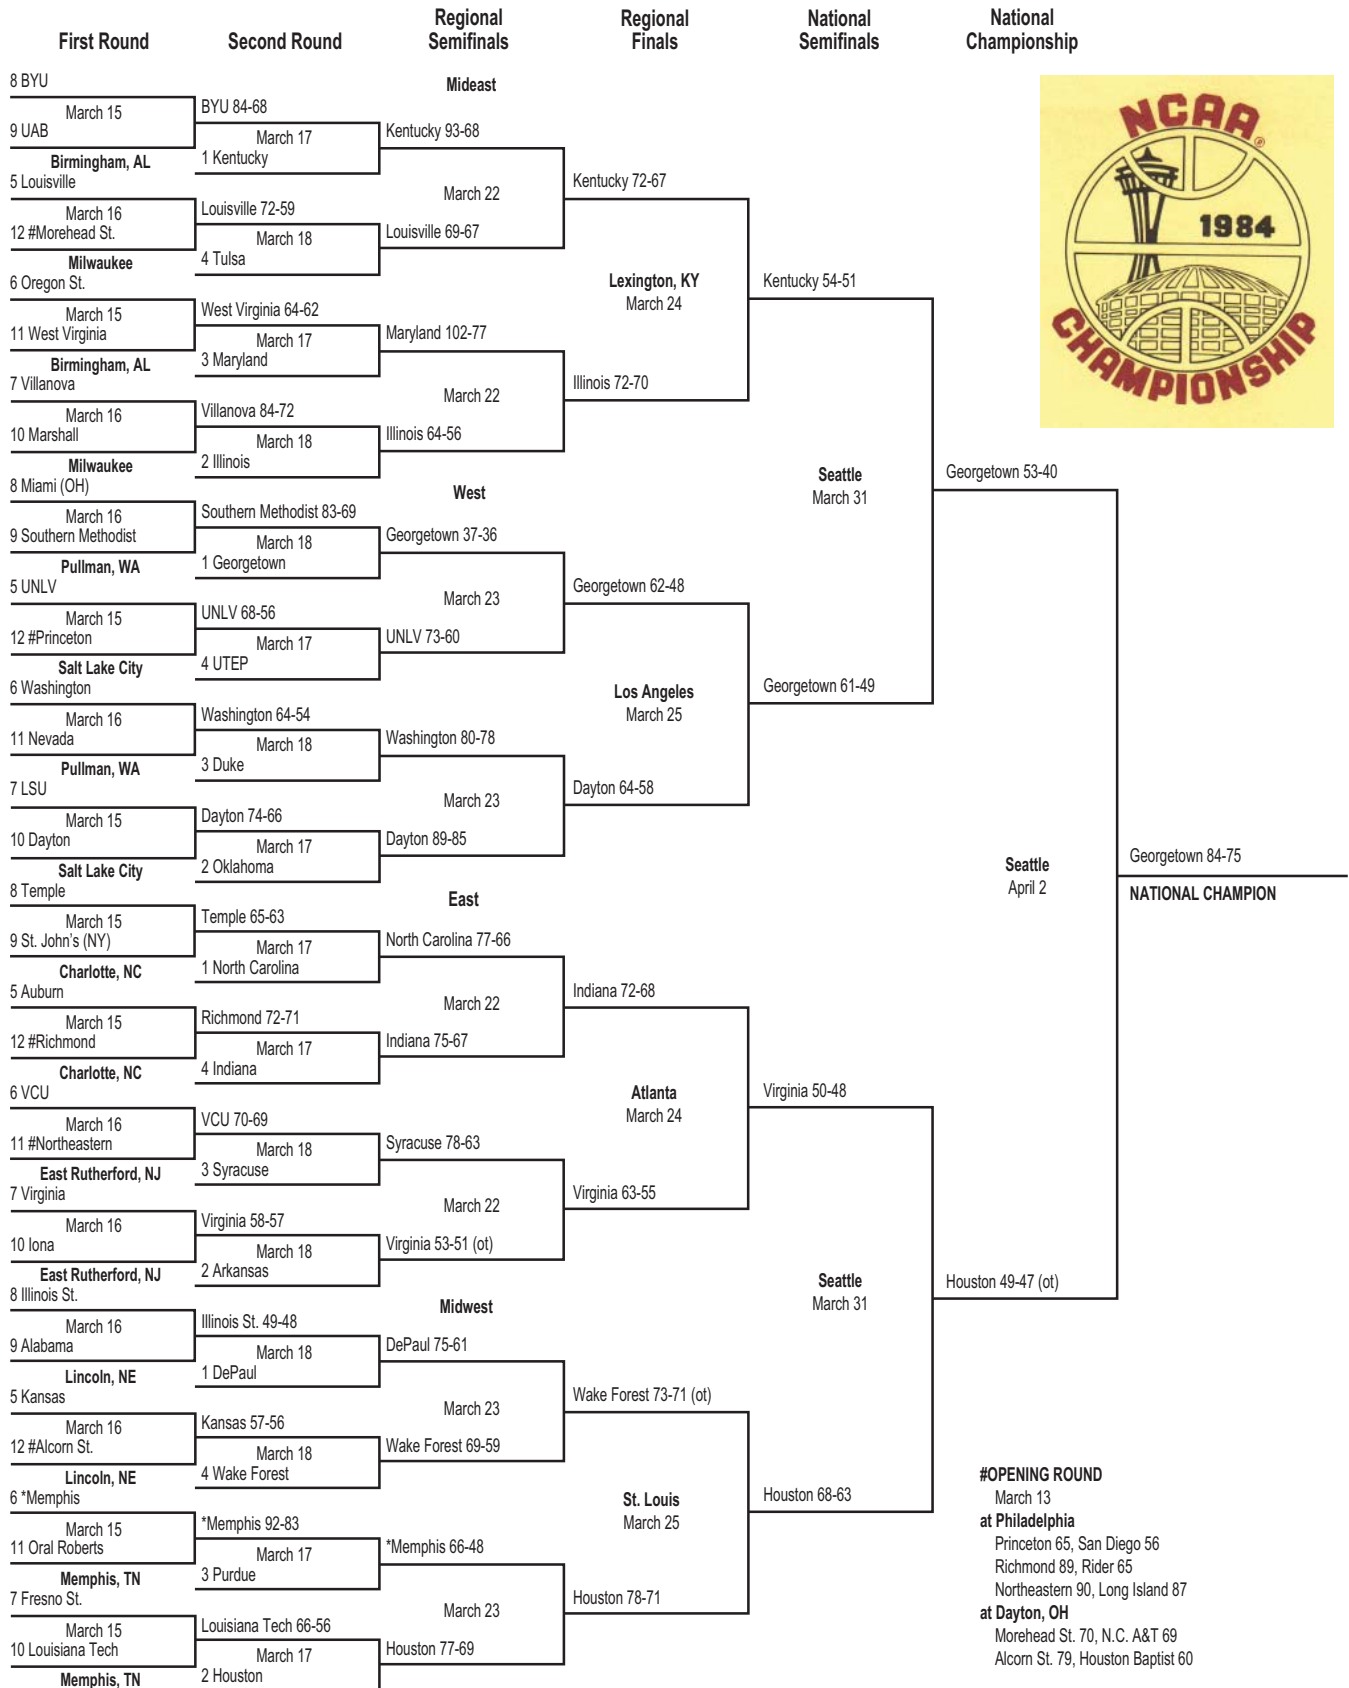 First Round
Second Round
Regional
Semifinals
Regional
Finals
National
Semifinals
National
Championship
NCAA®
1984
CHAMPIONSHIP
Mideast
8 BYU
March 15
9 UAB
Birmingham, AL
5 Louisville
March 16
12 #Morehead St.
Milwaukee
6 Oregon St.
March 15
11 West Virginia
Birmingham, AL
7 Villanova
March 16
10 Marshall
Milwaukee
BYU 84-68
March 17
1 Kentucky
Louisville 72-59
March 18
4 Tulsa
West Virginia 64-62
March 17
3 Maryland
Villanova 84-72
March 18
2 Illinois
Kentucky 93-68
March 22
Louisville 69-67
Maryland 102-77
March 22
Illinois 64-56
Kentucky 72-67
Lexington, KY
March 24
Illinois 72-70
Kentucky 54-51
West
8 Miami (OH)
March 16
9 Southern Methodist
Pullman, WA
5 UNLV
March 15
12 #Princeton
Salt Lake City
6 Washington
March 16
11 Nevada
Pullman, WA
7 LSU
March 15
10 Dayton
Salt Lake City
Southern Methodist 83-69
March 18
1 Georgetown
UNLV 68-56
March 17
4 UTEP
Washington 64-54
March 18
3 Duke
Dayton 74-66
March 17
2 Oklahoma
Georgetown 37-36
March 23
UNLV 73-60
Washington 80-78
March 23
Dayton 89-85
Georgetown 62-48
Los Angeles
March 25
Dayton 64-58
Georgetown 61-49
Seattle
March 31
Georgetown 53-40
East
8 Temple
March 15
9 St. John's (NY)
Charlotte, NC
5 Auburn
March 15
12 #Richmond
Charlotte, NC
6 VCU
March 16
11 #Northeastern
East Rutherford, NJ
7 Virginia
March 16
10 Iona
East Rutherford, NJ
Temple 65-63
March 17
1 North Carolina
Richmond 72-71
March 17
4 Indiana
VCU 70-69
March 18
3 Syracuse
Virginia 58-57
March 18
2 Arkansas
North Carolina 77-66
March 22
Indiana 75-67
Syracuse 78-63
March 22
Virginia 53-51 (ot)
Indiana 72-68
Atlanta
March 24
Virginia 63-55
Virginia 50-48
Midwest
8 Illinois St.
March 16
9 Alabama
Lincoln, NE
5 Kansas
March 16
12 #Alcorn St.
Lincoln, NE
6 *Memphis
March 15
11 Oral Roberts
Memphis, TN
7 Fresno St.
March 15
10 Louisiana Tech
Memphis, TN
Illinois St. 49-48
March 18
1 DePaul
Kansas 57-56
March 18
4 Wake Forest
*Memphis 92-83
March 17
3 Purdue
Louisiana Tech 66-56
March 17
2 Houston
DePaul 75-61
March 23
Wake Forest 69-59
*Memphis 66-48
March 23
Houston 77-69
Wake Forest 73-71 (ot)
St. Louis
March 25
Houston 78-71
Houston 68-63
Seattle
March 31
Houston 49-47 (ot)
Seattle
April 2
Georgetown 84-75
NATIONAL CHAMPION
#OPENING ROUND
March 13
at Philadelphia
Princeton 65, San Diego 56
Richmond 89, Rider 65
Northeastern 90, Long Island 87
at Dayton, OH
Morehead St. 70, N.C. A&T 69
Alcorn St. 79, Houston Baptist 60